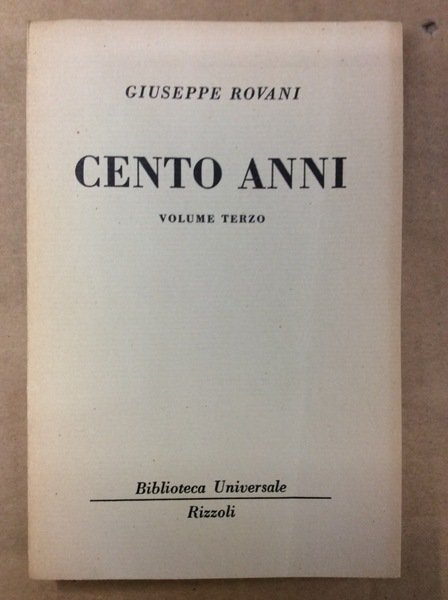 GIUSEPPE ROVANI
CENTO ANNI
VOLUME TERZO
Biblioteca Universale
Rizzoli